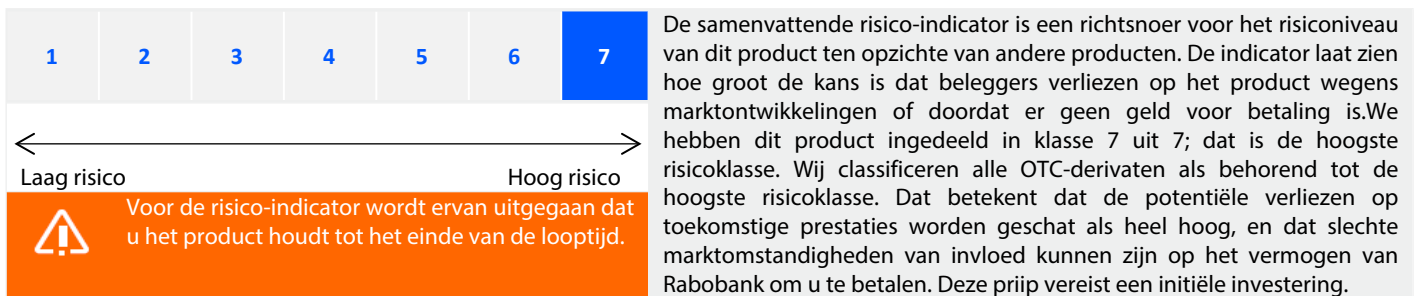 1 2 3 4 5 6 7
Laag risico Hoog risico
Voor de risico-indicator wordt ervan uitgegaan dat
u het product houdt tot het einde van de looptijd.
De samenvattende risico-indicator is een richtsnoer voor het risiconiveau
van dit product ten opzichte van andere producten. De indicator laat zien
hoe groot de kans is dat beleggers verliezen op het product wegens
marktontwikkelingen of doordat er geen geld voor betaling is.We
hebben dit product ingedeeld in klasse 7 uit 7; dat is de hoogste
risicoklasse. Wij classificeren alle OTC-derivaten als behorend tot de
hoogste risicoklasse. Dat betekent dat de potentiële verliezen op
toekomstige prestaties worden geschat als heel hoog, en dat slechte
marktomstandigheden van invloed kunnen zijn op het vermogen van
Rabobank om u te betalen. Deze priip vereist een initiële investering.